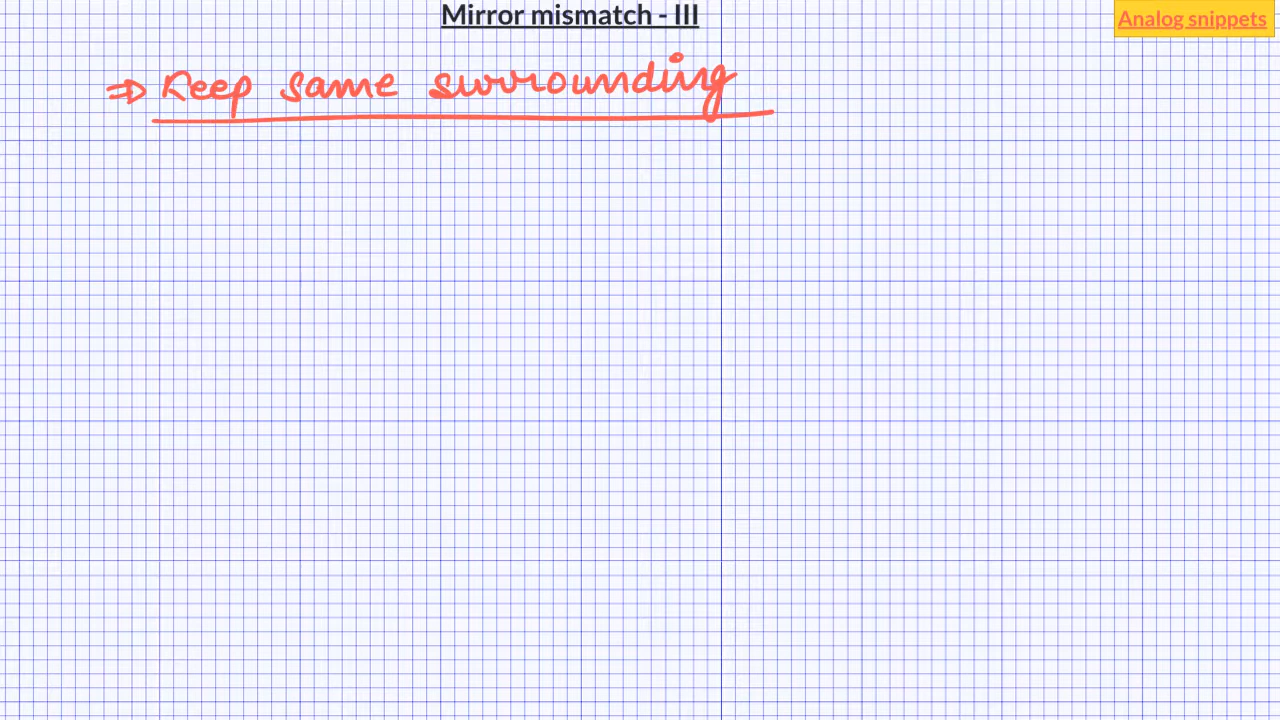 Mirror mismatch - III
Analog snippets
⇒ Keep same surrounding